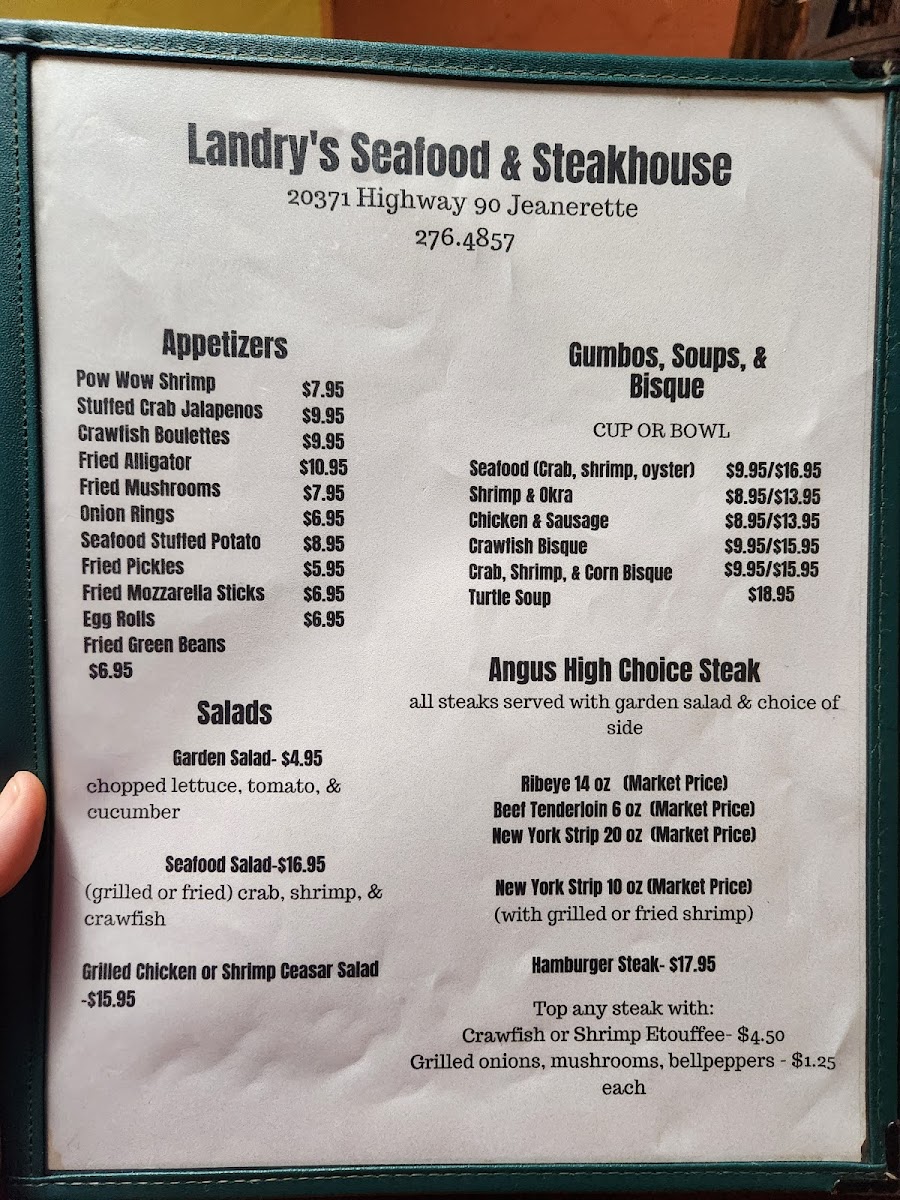 Landry's Seafood & Steakhouse
20371 Highway 90 Jeanerette
276.4857
Appetizers
Pow Wow Shrimp $7.95
Stuffed Crab Jalapenos $9.95
Crawfish Boulettes $9.95
Fried Alligator $10.95
Fried Mushrooms $7.95
Onion Rings $6.95
Seafood Stuffed Potato $8.95
Fried Pickles $5.95
Fried Mozzarella Sticks $6.95
Egg Rolls $6.95
Fried Green Beans
$6.95
Salads
Garden Salad- $4.95
chopped lettuce, tomato, &
cucumber
Seafood Salad-$16.95
(grilled or fried) crab, shrimp, &
crawfish
Grilled Chicken or Shrimp Ceasar Salad
-$15.95
Gumbos, Soups, &
Bisque
CUP OR BOWL
Seafood (Crab, shrimp, oyster) $9.95/$16.95
Shrimp & Okra $8.95/$13.95
Chicken & Sausage $8.95/$13.95
Crawfish Bisque $9.95/$15.95
Crab, Shrimp, & Corn Bisque $9.95/$15.95
Turtle Soup $18.95
Angus High Choice Steak
all steaks served with garden salad & choice of
side
Ribeye 14 oz (Market Price)
Beef Tenderloin 6 oz (Market Price)
New York Strip 20 oz (Market Price)
New York Strip 10 oz (Market Price)
(with grilled or fried shrimp)
Hamburger Steak- $17.95
Top any steak with:
Crawfish or Shrimp Etouffee- $4.50
Grilled onions, mushrooms, bellpeppers - $1.25
each